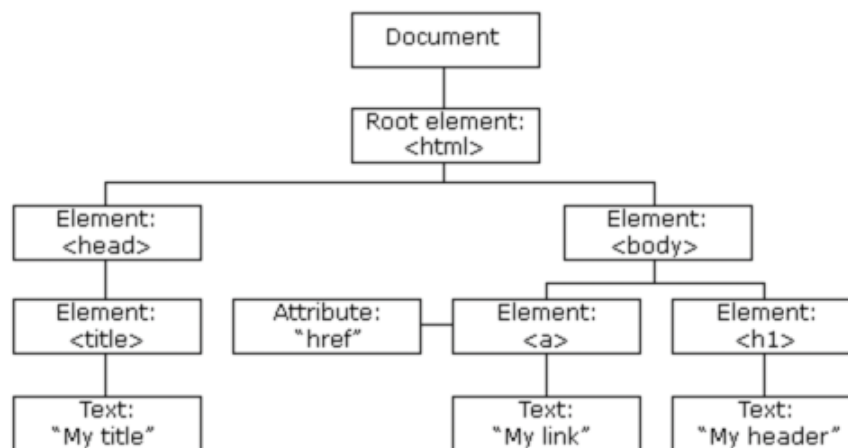 Document
Root element:
<html>
Element:
<head>
Element:
<body>
Element:
<title>
Attribute:
"href"
Element:
<a>
Element:
<h1>
Text:
"My title"
Text:
"My link"
Text:
"My header"